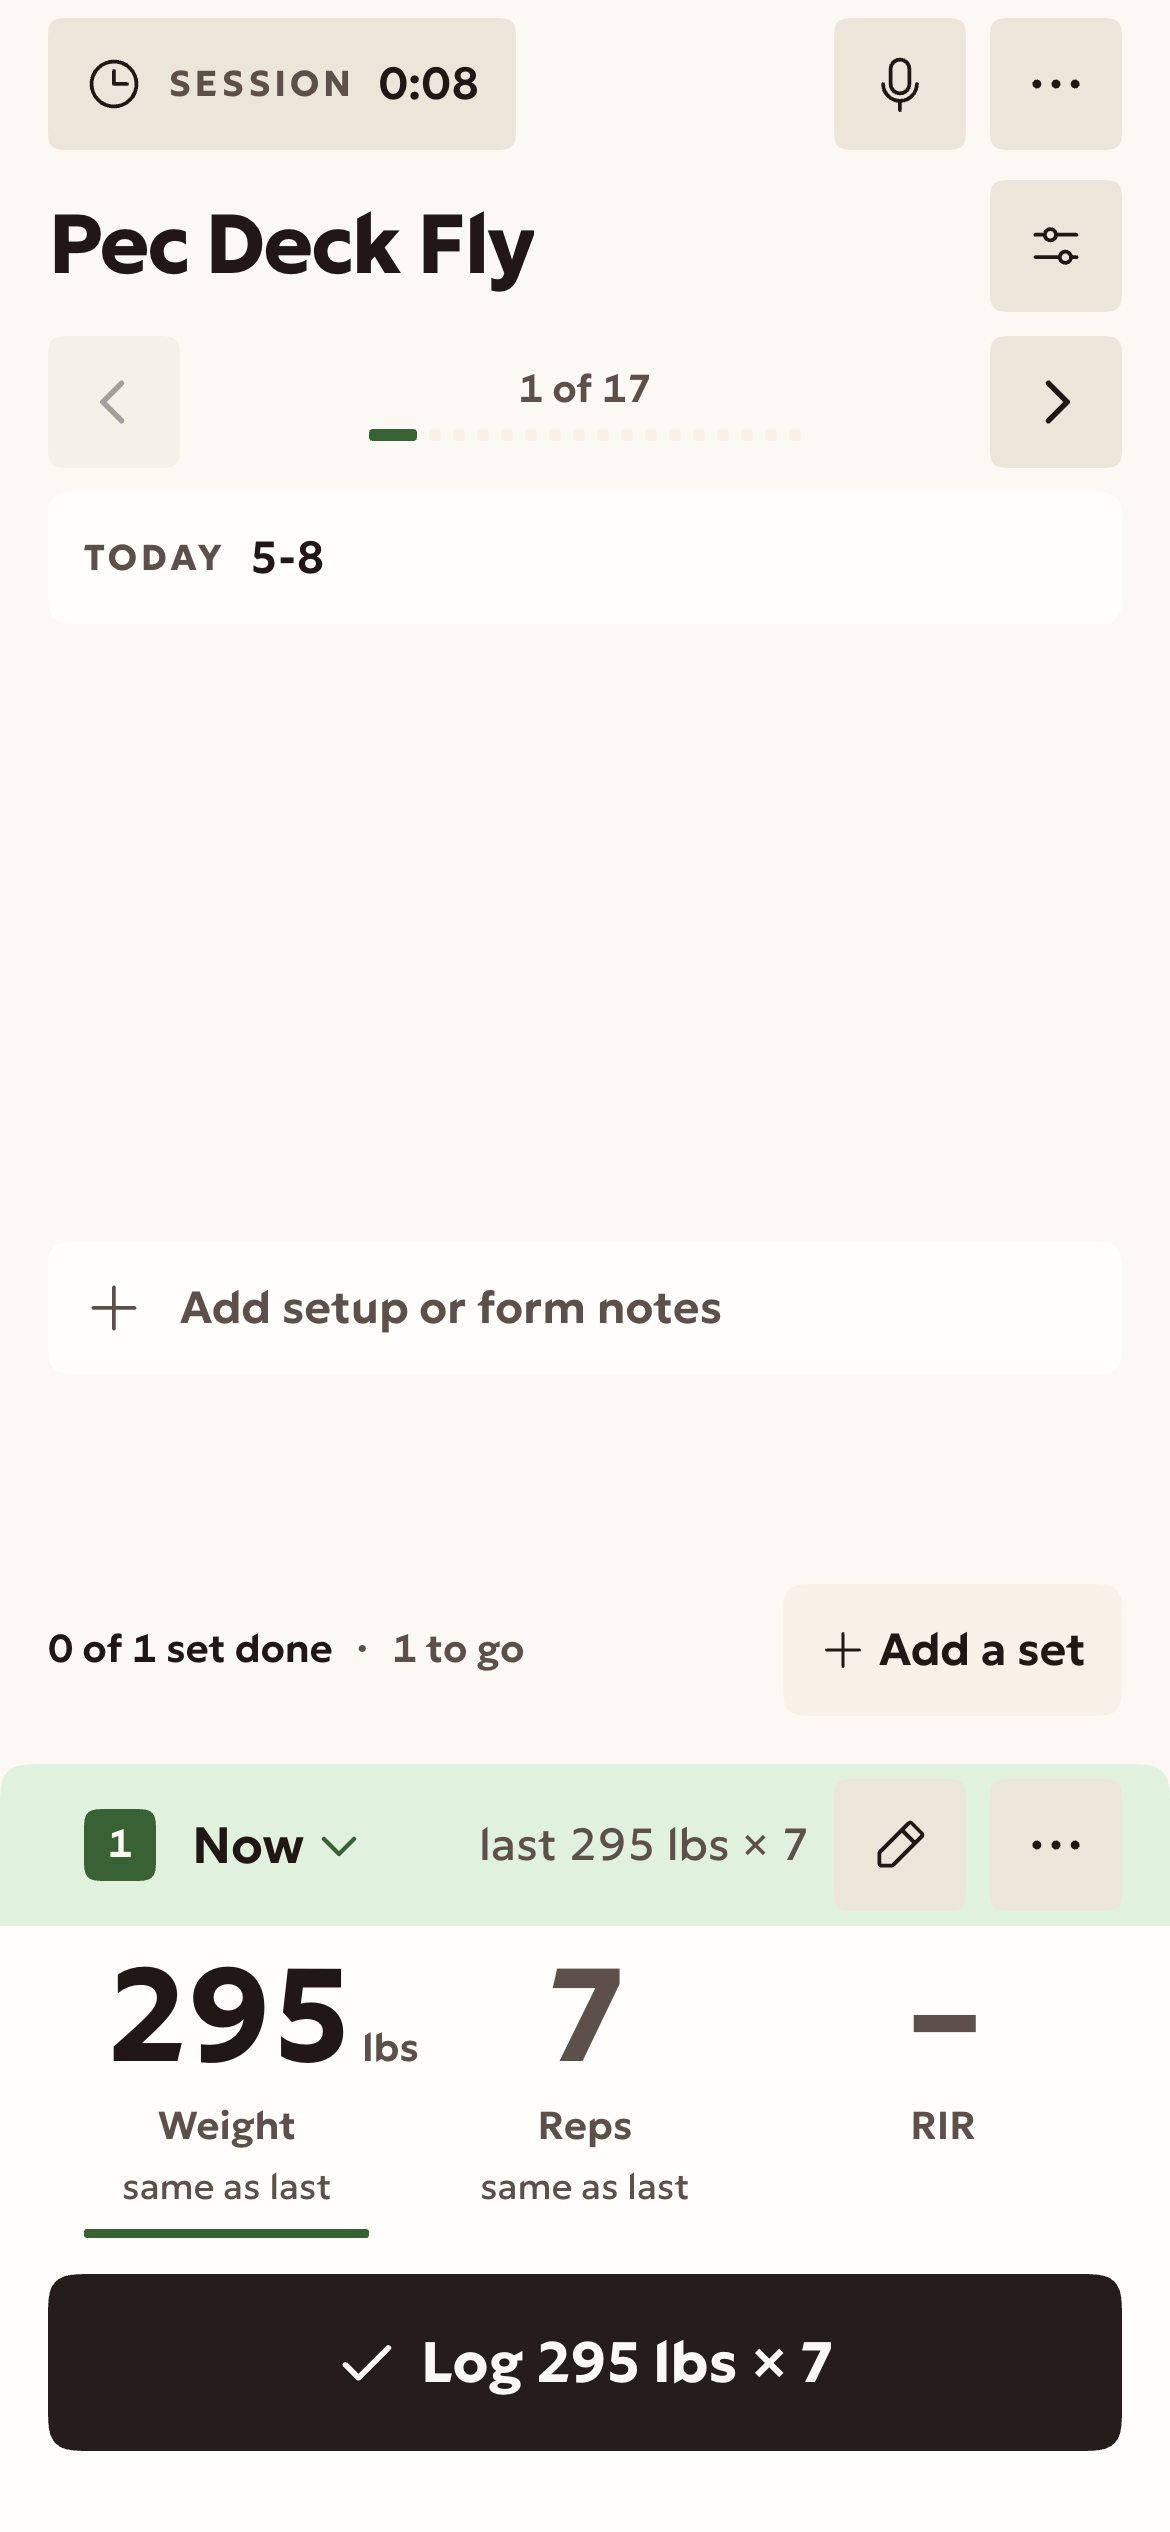 SESSION 0:08
Pec Deck Fly
1 of 17
TODAY 5-8
Add setup or form notes
0 of 1 set done · 1 to go
+ Add a set
1 Now last 295 lbs × 7
295 lbs 7 –
Weight Reps RIR
same as last same as last
Log 295 lbs × 7